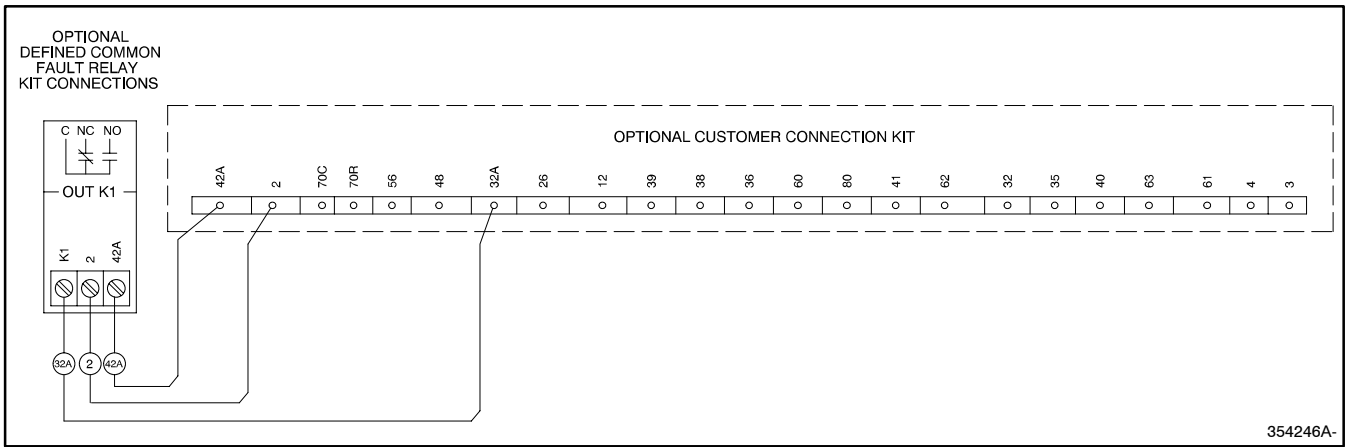 OPTIONAL
DEFINED COMMON
FAULT RELAY
KIT CONNECTIONS
C NC NO
OUT K1
K1 2 42A
32A 2 42A
OPTIONAL CUSTOMER CONNECTION KIT
42A 2 70C 70R 56 48 32A 26 12 39 38 36 60 80 41 62 32 35 40 63 61 4 3
354246A-